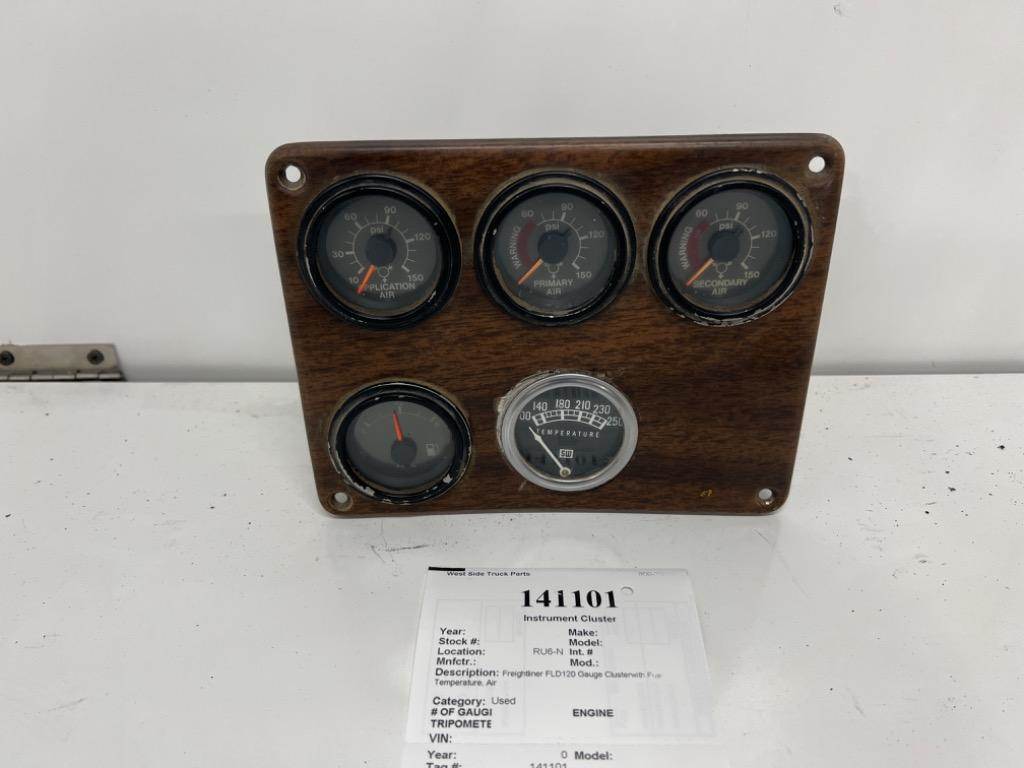 60 90
psi
30 120
10 150
APPLICATION
AIR
60 90
psi
WARNING 120
150
PRIMARY
AIR
60 90
psi
WARNING 120
150
SECONDARY
AIR
140 180 210 230
250
TEMPERATURE
SW
West Side Truck Parts
141101
Instrument Cluster
Year: Make:
Stock #: Model:
Location: RU6-N Int. #
Mnfctr.: Mod.:
Description: Freightliner FLD120 Gauge Clusterwith
Temperature, Air
Category: Used
# OF GAUGI ENGINE
TRIPOMETE
VIN:
Year: 0 Model:
Tag #: 141101